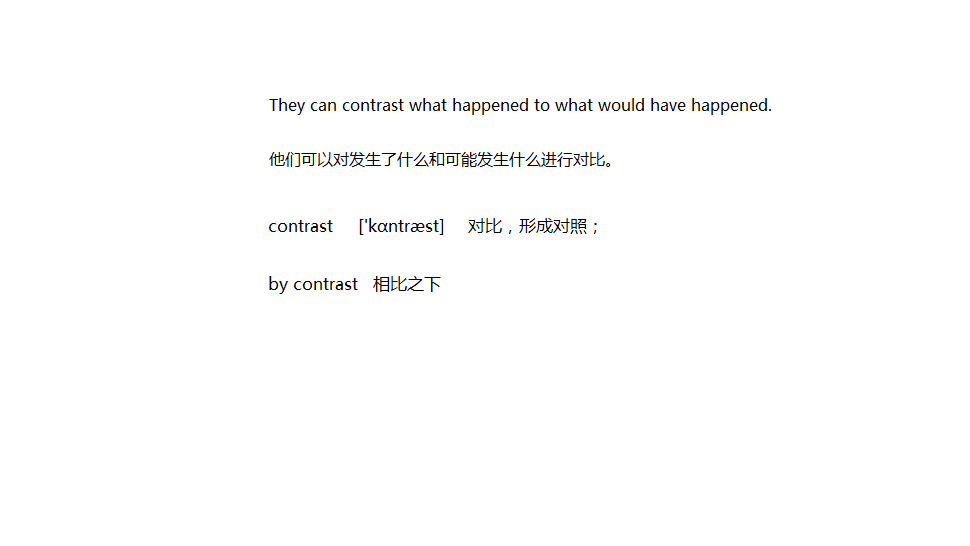 They can contrast what happened to what would have happened.
他们可以对发生了什么和可能发生什么进行对比。
contrast ['kɑntræst] 对比，形成对照；
by contrast 相比之下